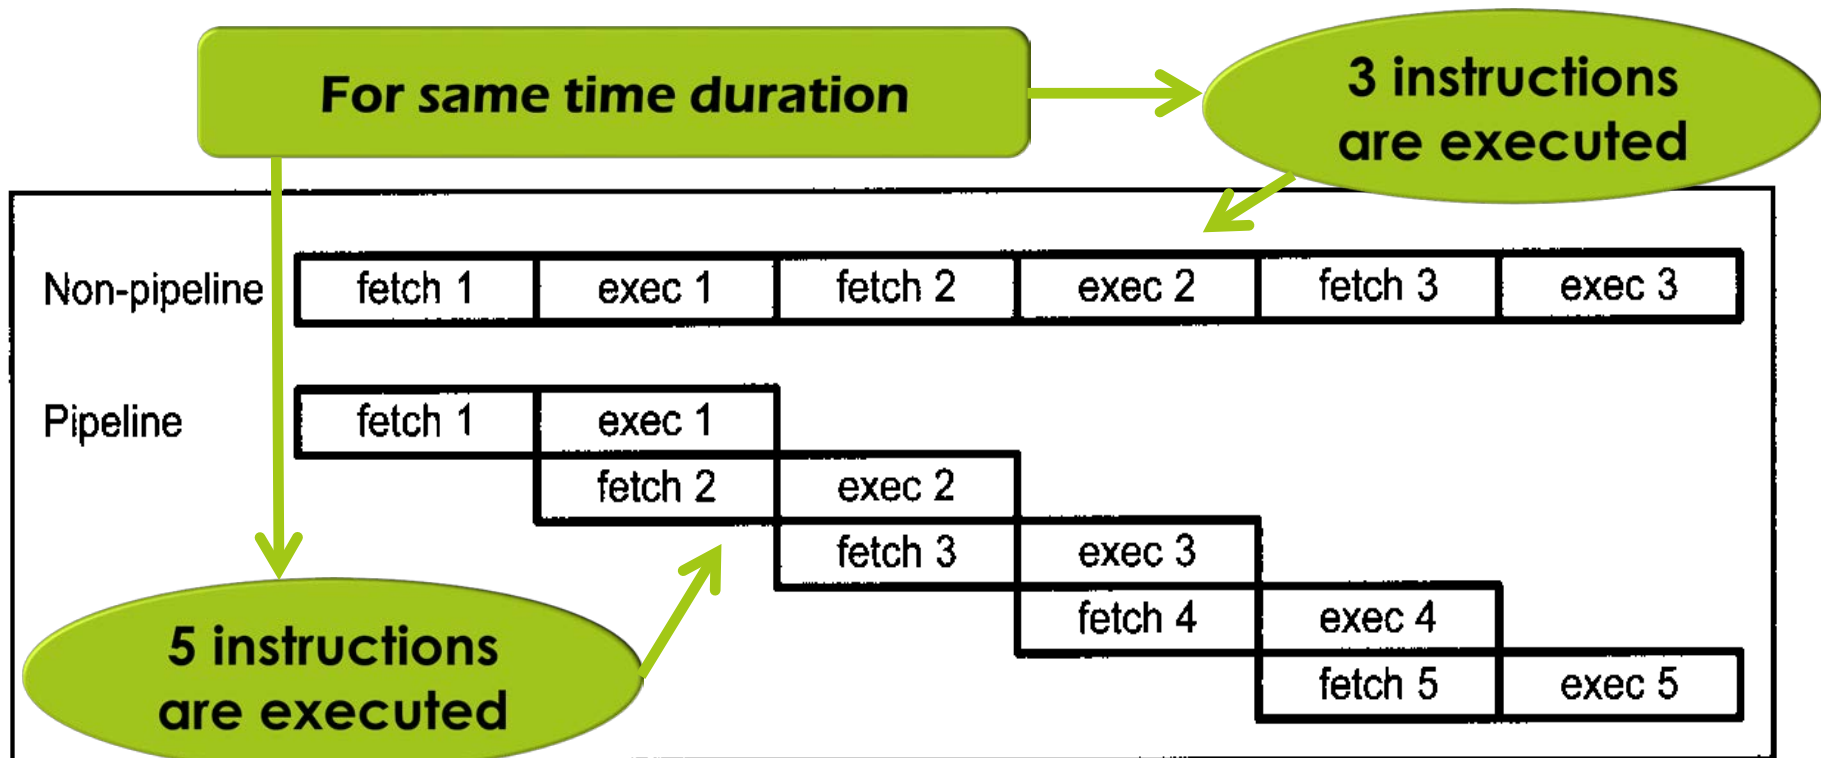 For same time duration
3 instructions
are executed
Non-pipeline
fetch 1
exec 1
fetch 2
exec 2
fetch 3
exec 3
Pipeline
fetch 1
exec 1
fetch 2
exec 2
fetch 3
exec 3
fetch 4
exec 4
fetch 5
exec 5
5 instructions
are executed